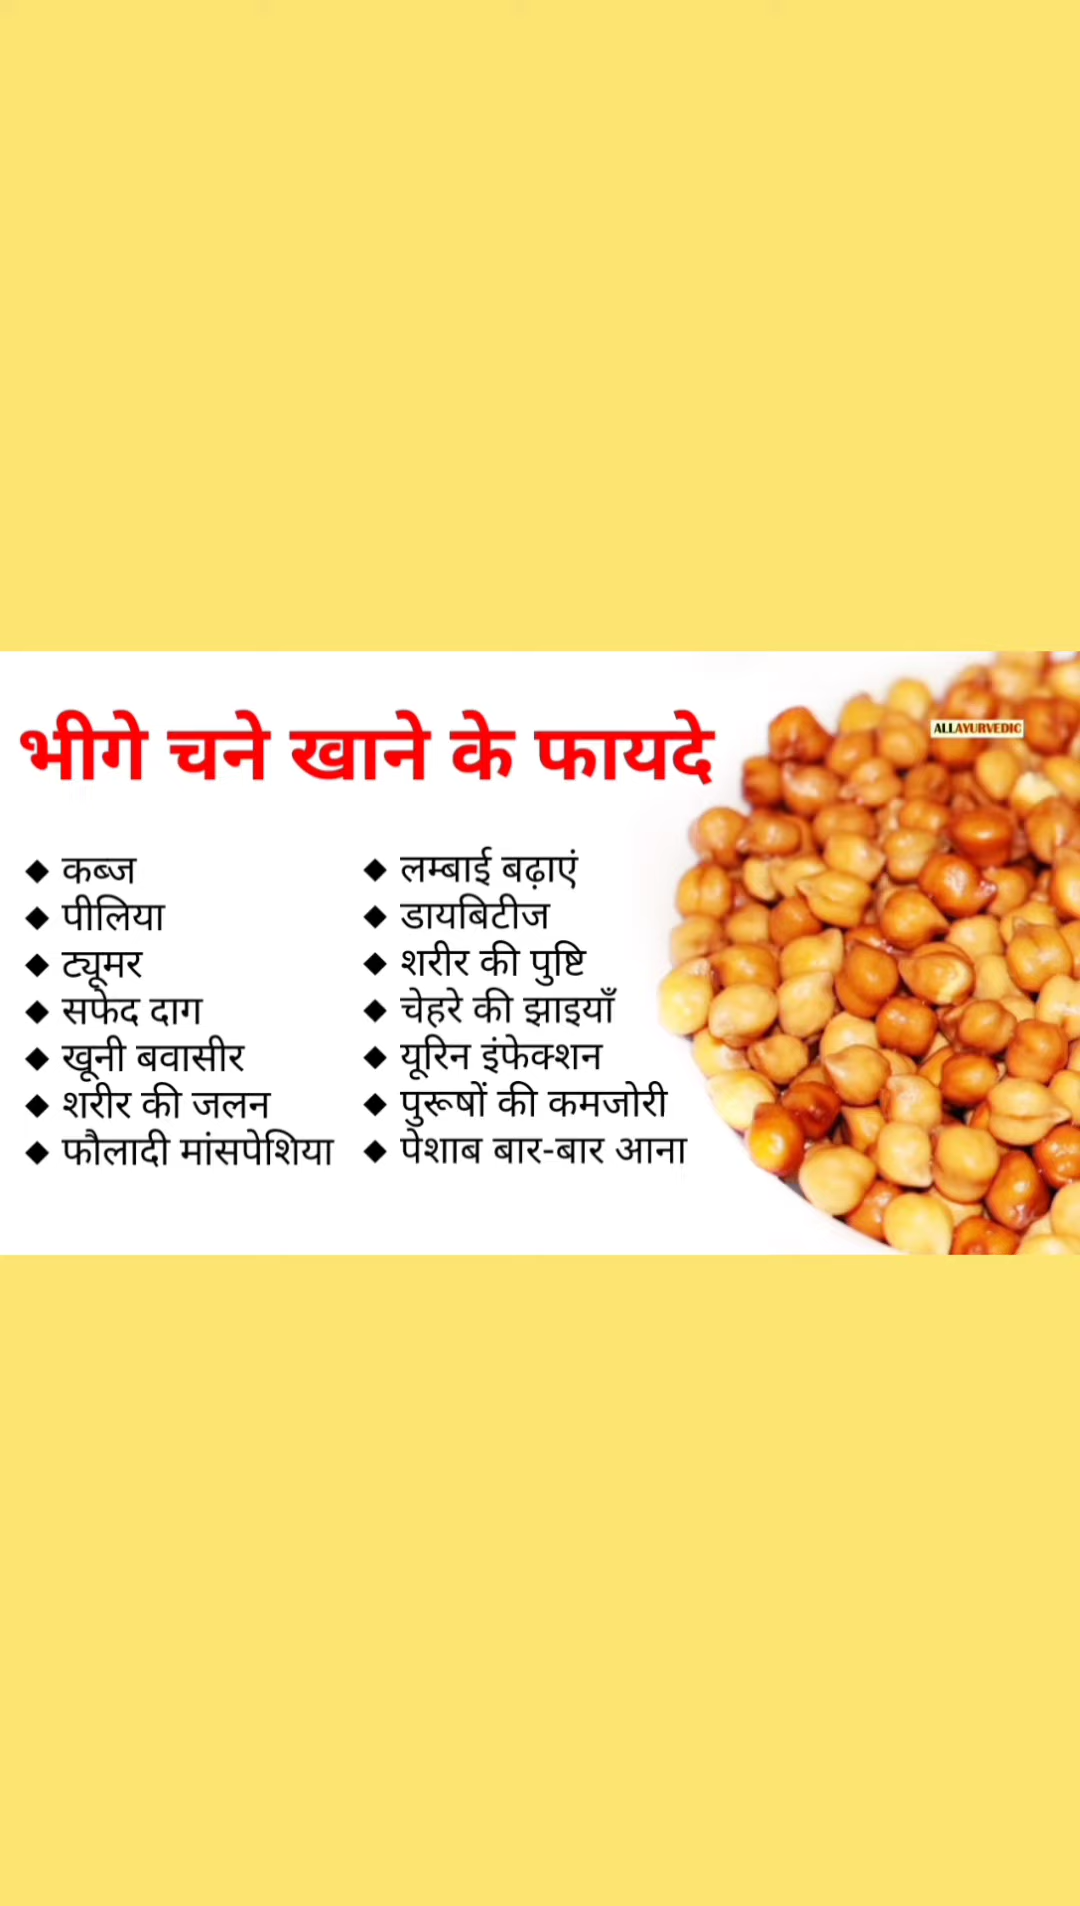 भीगे चने खाने के फायदे
ALLAYURVEDIC
◆ कब्ज
◆ पीलिया
◆ ट्यूमर
◆ सफेद दाग
◆ खूनी बवासीर
◆ शरीर की जलन
◆ फौलादी मांसपेशिया
◆ लम्बाई बढ़ाएं
◆ डायबिटीज
◆ शरीर की पुष्टि
◆ चेहरे की झाइयाँ
◆ यूरिन इंफेक्शन
◆ पुरूषों की कमजोरी
◆ पेशाब बार-बार आना